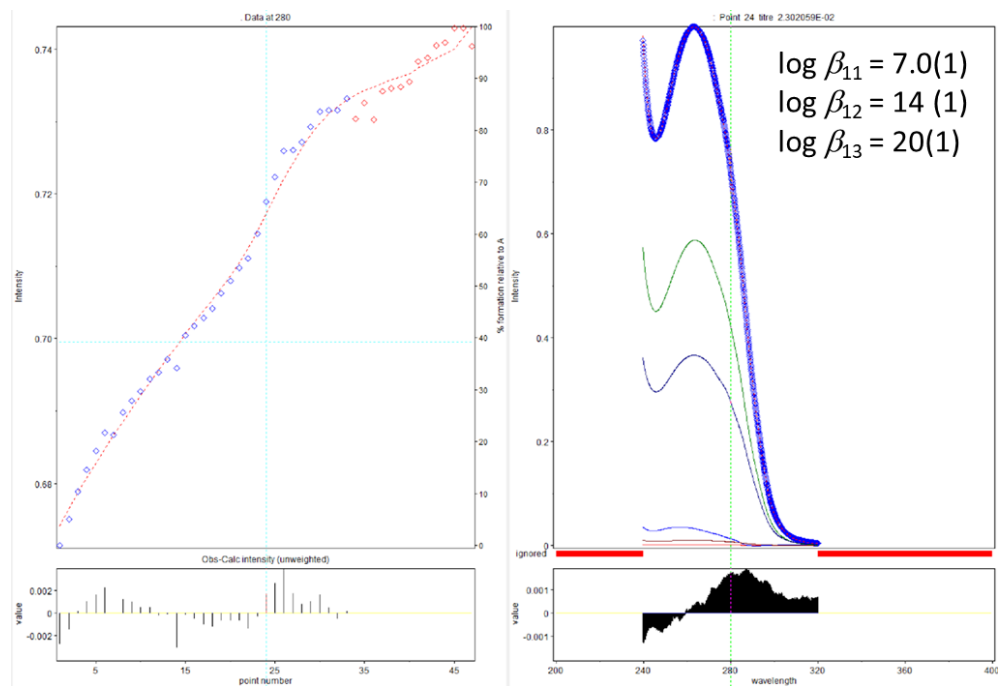 . Data at 280
0.74
0.72
0.70
0.68
Intensity
100
90
80
70
60
50
40
30
20
10
0
% formation relative to A
Obs-Calc intensity (unweighted)
0.002
0
-0.002
value
5
15
25
35
45
point number
: Point 24 titre 2.302059E-02
log β11 = 7.0(1)
log β12 = 14 (1)
log β13 = 20(1)
0.8
0.6
0.4
0.2
0
Intensity
ignored
0.001
0
-0.001
value
200
240
280
320
360
400
wavelength